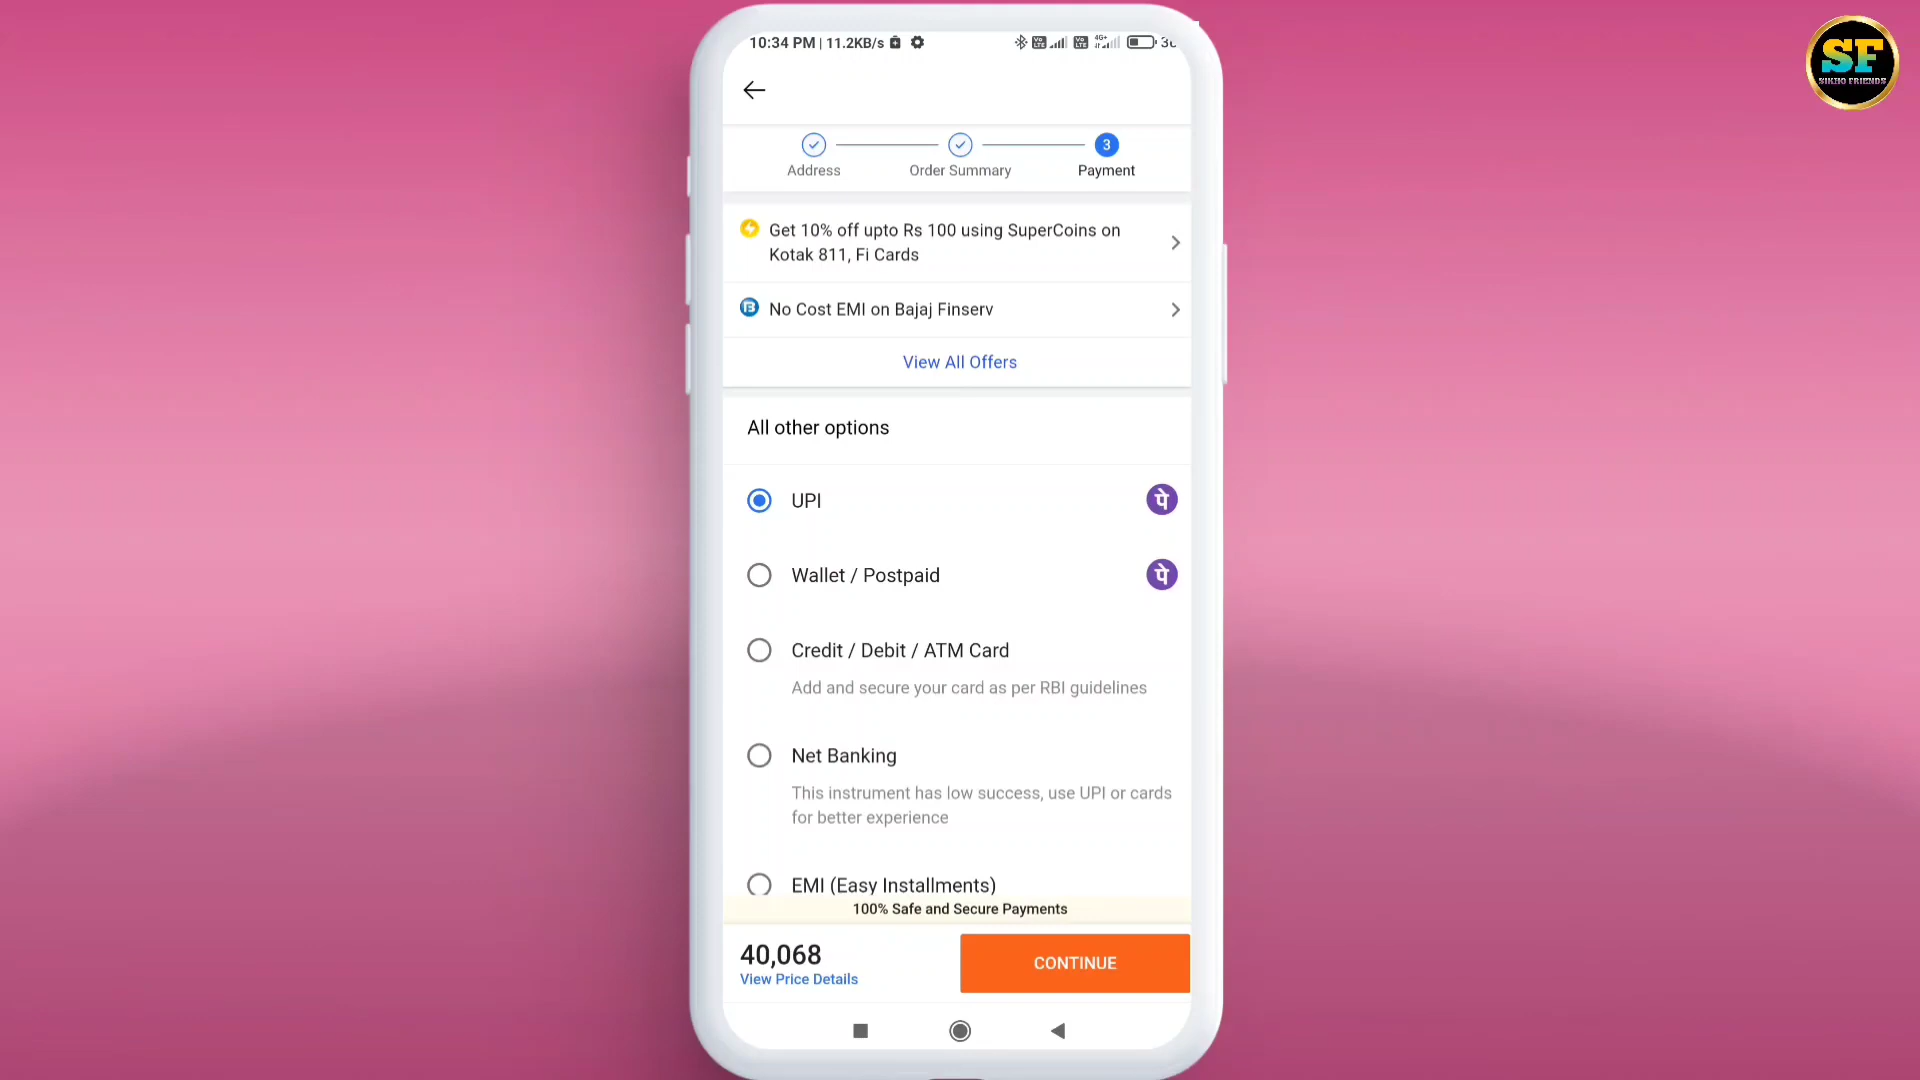 10:34 PM | 11.2KB/s
SF
SIKHO FRIENDS
Address
Order Summary
3
Payment
Get 10% off upto Rs 100 using SuperCoins on
Kotak 811, Fi Cards
B No Cost EMI on Bajaj Finserv
View All Offers
All other options
UPI पे
Wallet / Postpaid पे
Credit / Debit / ATM Card
Add and secure your card as per RBI guidelines
Net Banking
This instrument has low success, use UPI or cards
for better experience
EMI (Easy Installments)
100% Safe and Secure Payments
40,068
View Price Details
CONTINUE